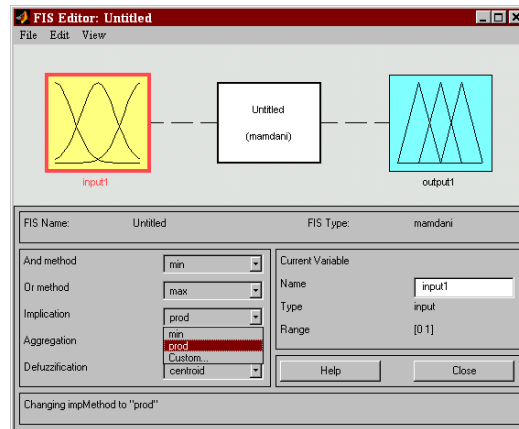 FIS Editor: Untitled
File Edit View
Untitled
(mamdani)
input1
output1
FIS Name: Untitled FIS Type: mamdani
And method min
Or method max
Implication prod
min
prod
Custom...
Aggregation
Defuzzification centroid
Current Variable
Name input1
Type input
Range [0 1]
Help Close
Changing impMethod to "prod"